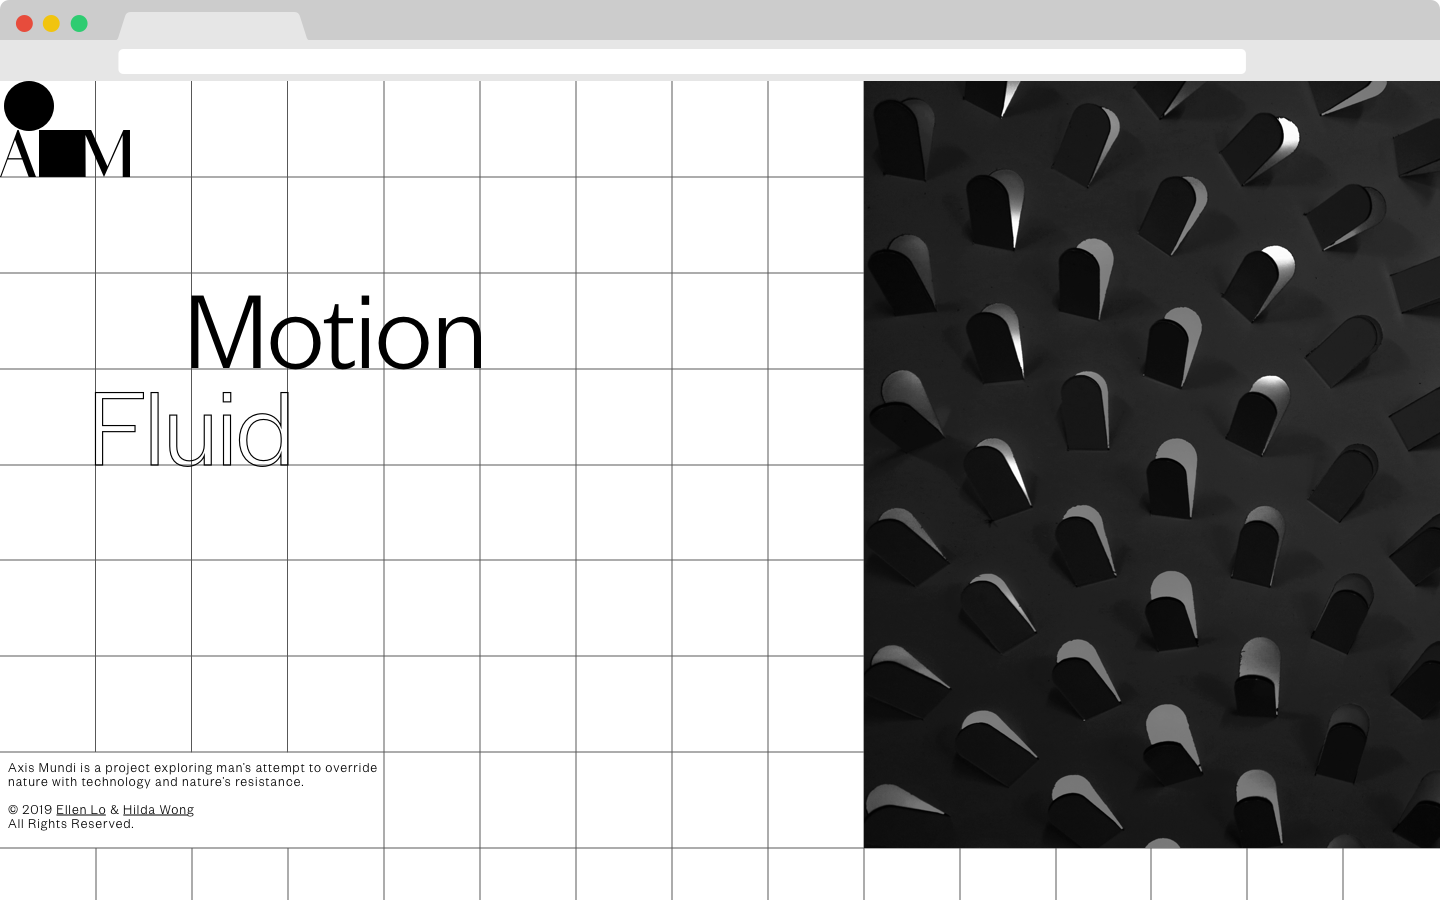 A M
Motion
Fluid
Axis Mundi is a project exploring man's attempt to override
nature with technology and nature's resistance.
© 2019 Ellen Lo & Hilda Wong
All Rights Reserved.